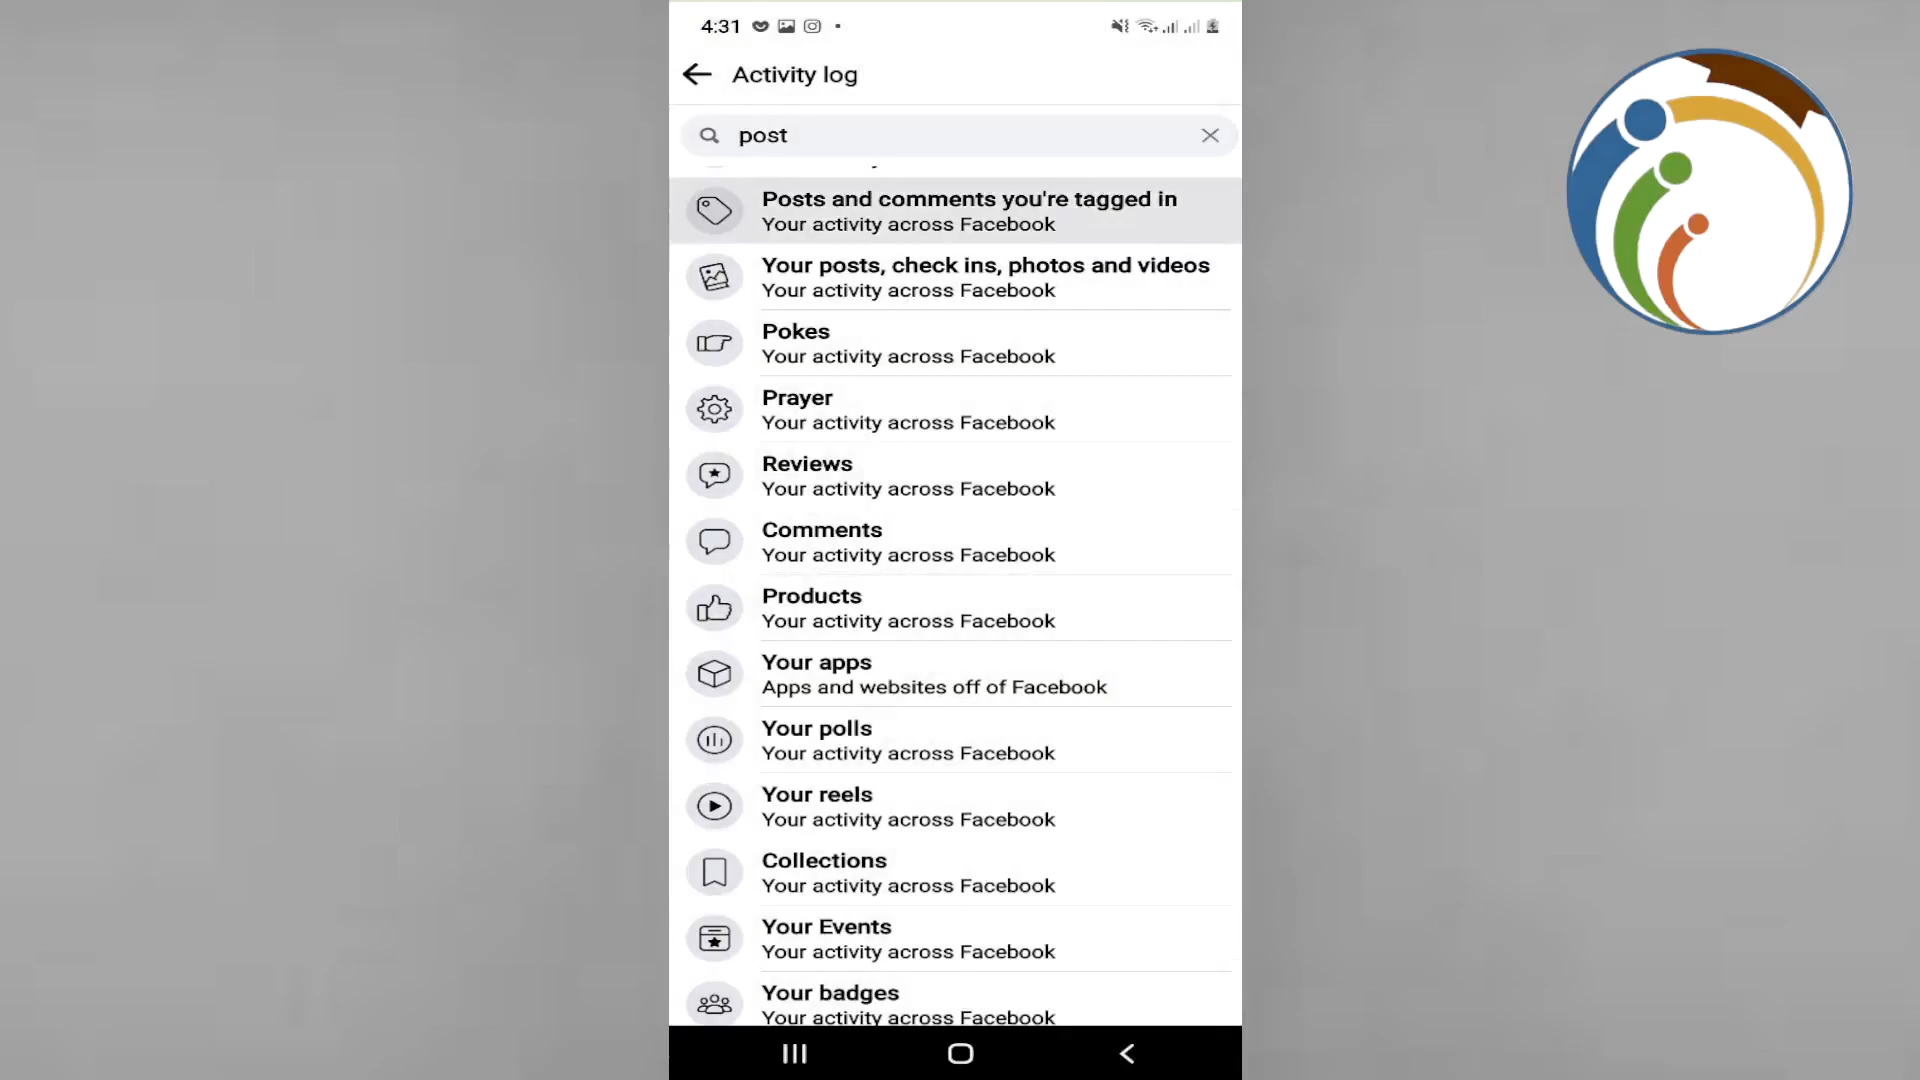 4:31
Activity log
post
Posts and comments you're tagged in
Your activity across Facebook
Your posts, check ins, photos and videos
Your activity across Facebook
Pokes
Your activity across Facebook
Prayer
Your activity across Facebook
Reviews
Your activity across Facebook
Comments
Your activity across Facebook
Products
Your activity across Facebook
Your apps
Apps and websites off of Facebook
Your polls
Your activity across Facebook
Your reels
Your activity across Facebook
Collections
Your activity across Facebook
Your Events
Your activity across Facebook
Your badges
Your activity across Facebook